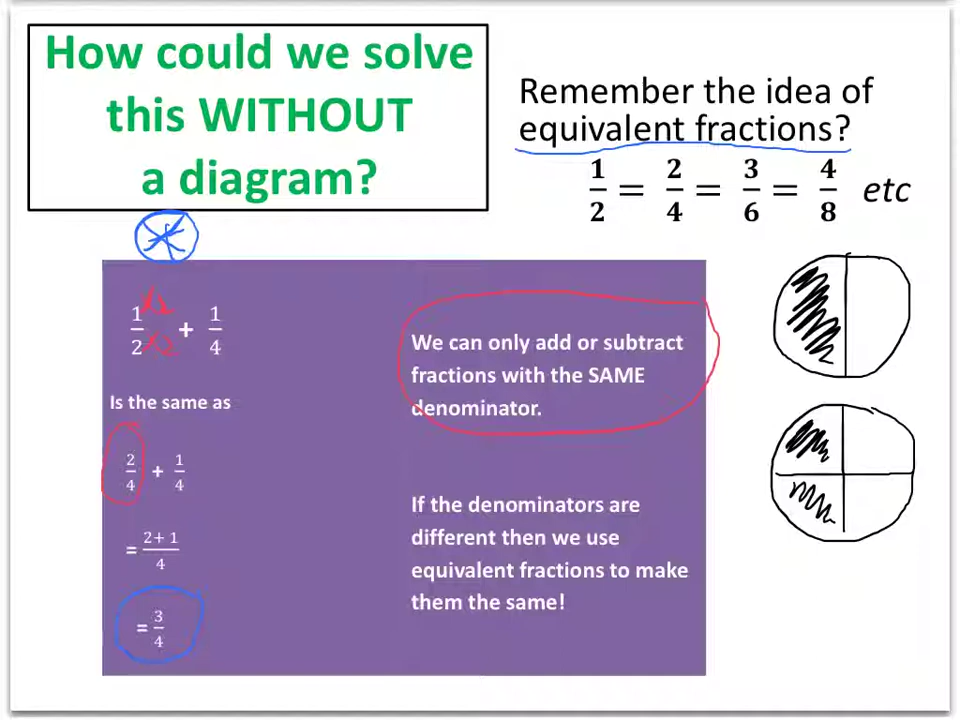 How could we solve
this WITHOUT
a diagram?
Remember the idea of
equivalent fractions?
1/2 = 2/4 = 3/6 = 4/8 etc
1/2 + 1/4
x2
x2
Is the same as
2/4 + 1/4
= (2+ 1)/4
= 3/4
We can only add or subtract
fractions with the SAME
denominator.
If the denominators are
different then we use
equivalent fractions to make
them the same!